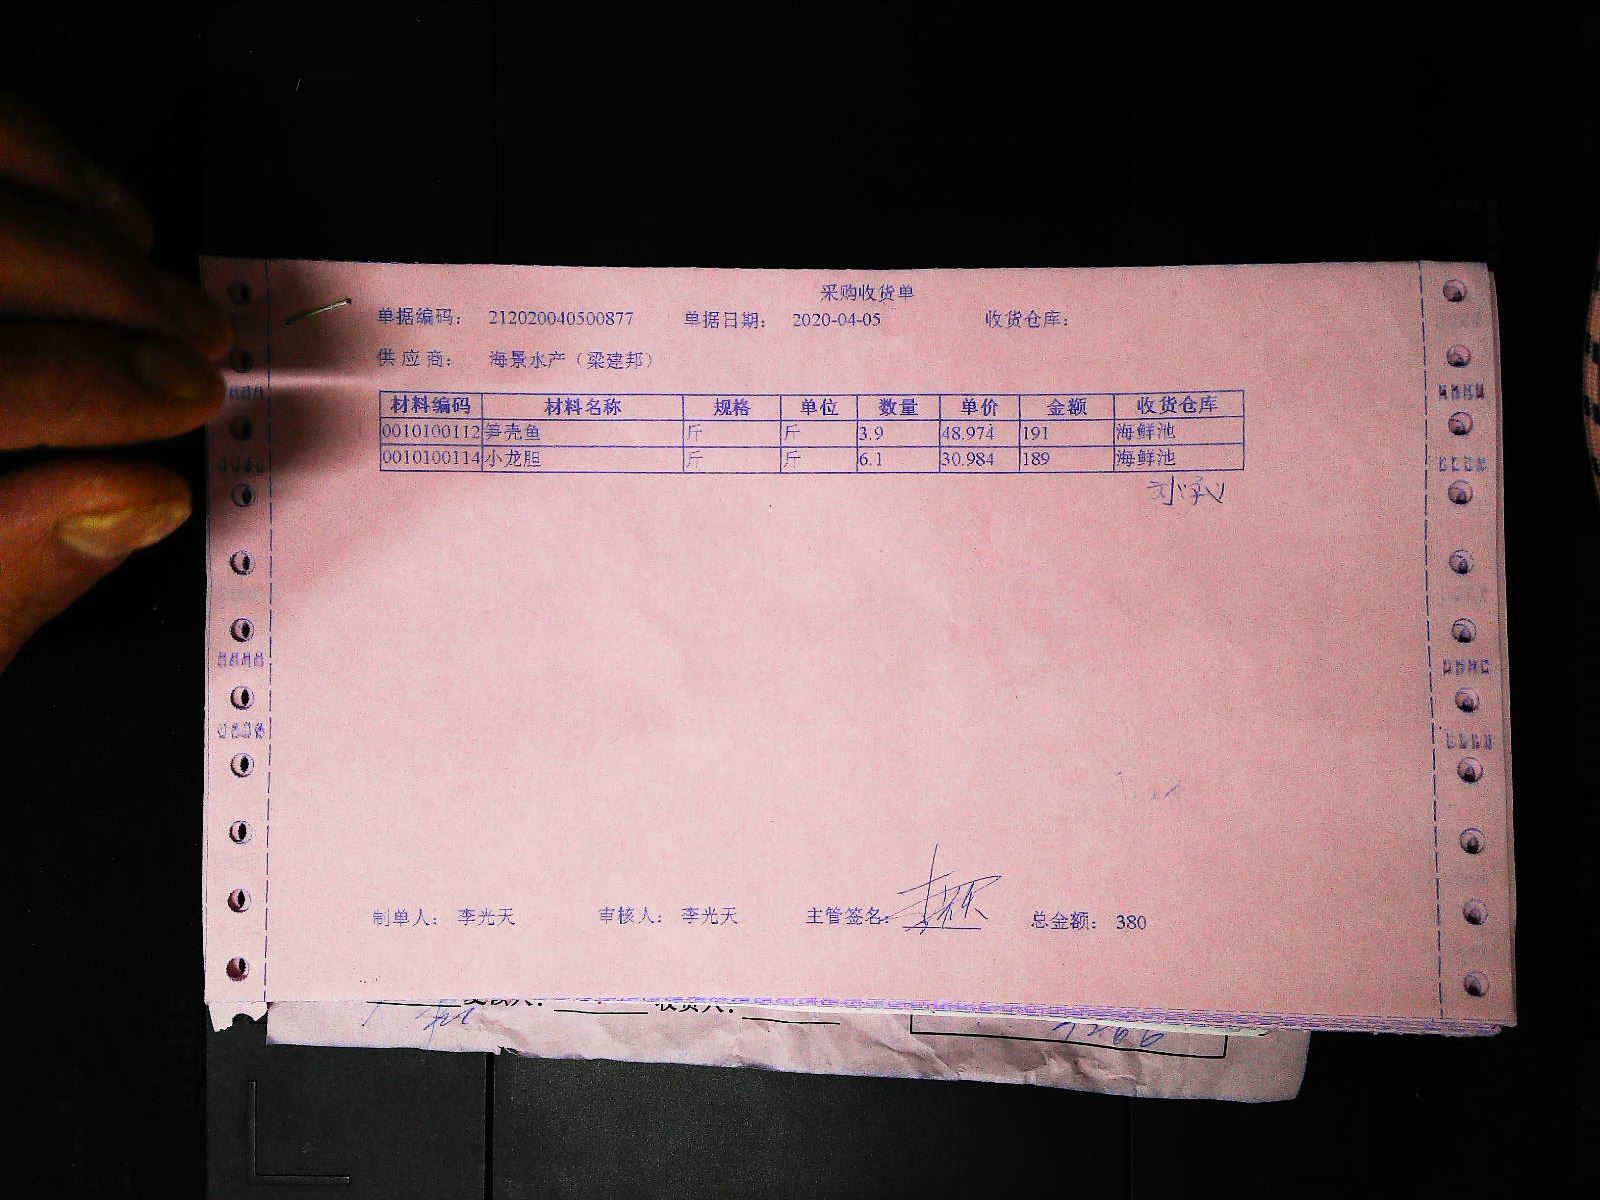 采购收货单
单据编码： 212020040500877 单据日期： 2020-04-05 收货仓库：
供应商： 海景水产（梁建邦）
材料编码 材料名称 规格 单位 数量 单价 金额 收货仓库
0010100112 笋壳鱼 斤 斤 3.9 48.974 191 海鲜池
0010100114 小龙胆 斤 斤 6.1 30.984 189 海鲜池
制单人： 李光天 审核人： 李光天 主管签名： 总金额： 380
收货人：